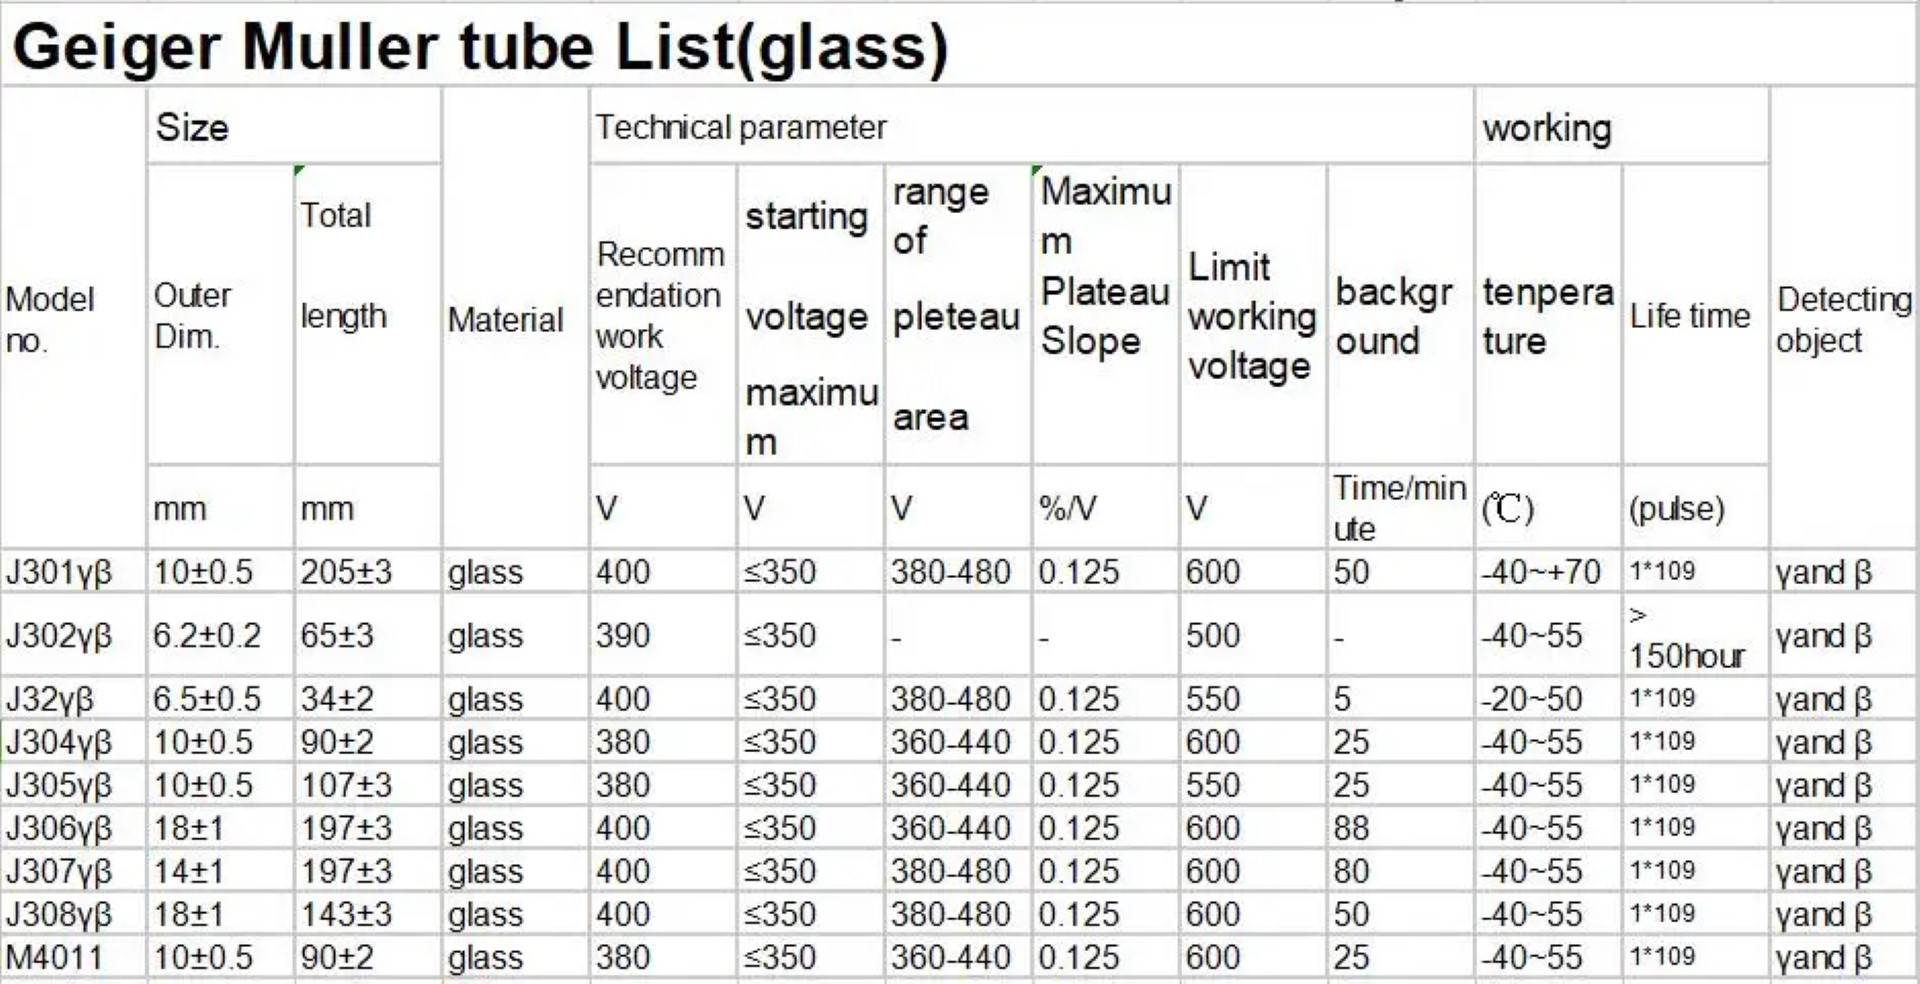 Geiger Muller tube List(glass)
Model no. Size Material Technical parameter working Detecting object
Outer Dim. Total length Recomm endation work voltage starting voltage maximu m range of pleteau area Maximu m Plateau Slope Limit working voltage backgr ound tenpera ture Life time
mm mm V V V %/V V Time/min ute (℃) (pulse)
J301γβ 10±0.5 205±3 glass 400 ≤350 380-480 0.125 600 50 -40~+70 1*109 γand β
J302γβ 6.2±0.2 65±3 glass 390 ≤350 - - 500 - -40~55 > 150hour γand β
J32γβ 6.5±0.5 34±2 glass 400 ≤350 380-480 0.125 550 5 -20~50 1*109 γand β
J304γβ 10±0.5 90±2 glass 380 ≤350 360-440 0.125 600 25 -40~55 1*109 γand β
J305γβ 10±0.5 107±3 glass 380 ≤350 360-440 0.125 550 25 -40~55 1*109 γand β
J306γβ 18±1 197±3 glass 400 ≤350 360-440 0.125 600 88 -40~55 1*109 γand β
J307γβ 14±1 197±3 glass 400 ≤350 380-480 0.125 600 80 -40~55 1*109 γand β
J308γβ 18±1 143±3 glass 400 ≤350 380-480 0.125 600 50 -40~55 1*109 γand β
M4011 10±0.5 90±2 glass 380 ≤350 360-440 0.125 600 25 -40~55 1*109 γand β